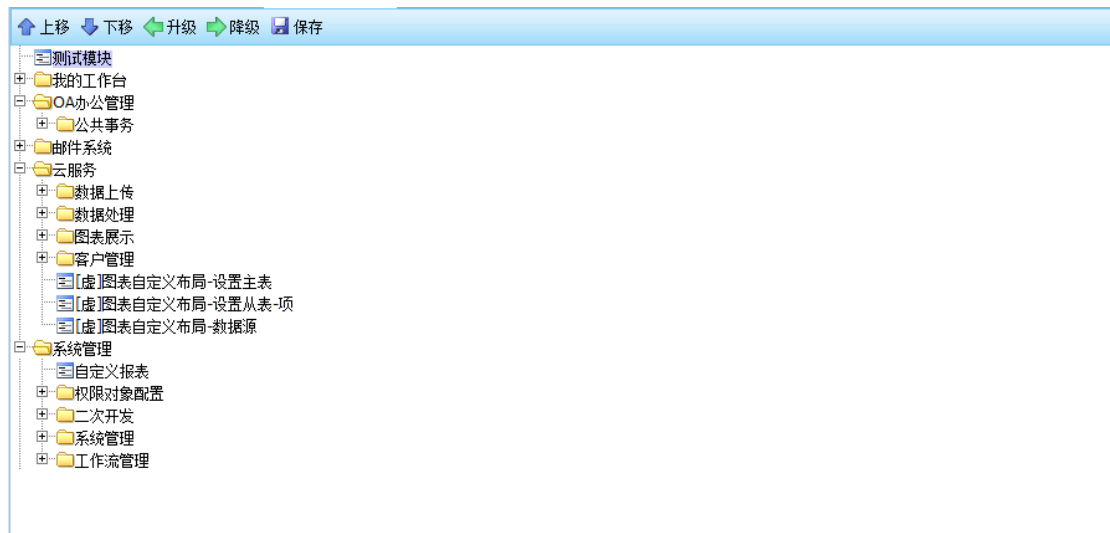 上移 下移 升级 降级 保存
测试模块
我的工作台
OA办公管理
公共事务
邮件系统
云服务
数据上传
数据处理
图表展示
客户管理
[虚]图表自定义布局-设置主表
[虚]图表自定义布局-设置从表-项
[虚]图表自定义布局-数据源
系统管理
自定义报表
权限对象配置
二次开发
系统管理
工作流管理